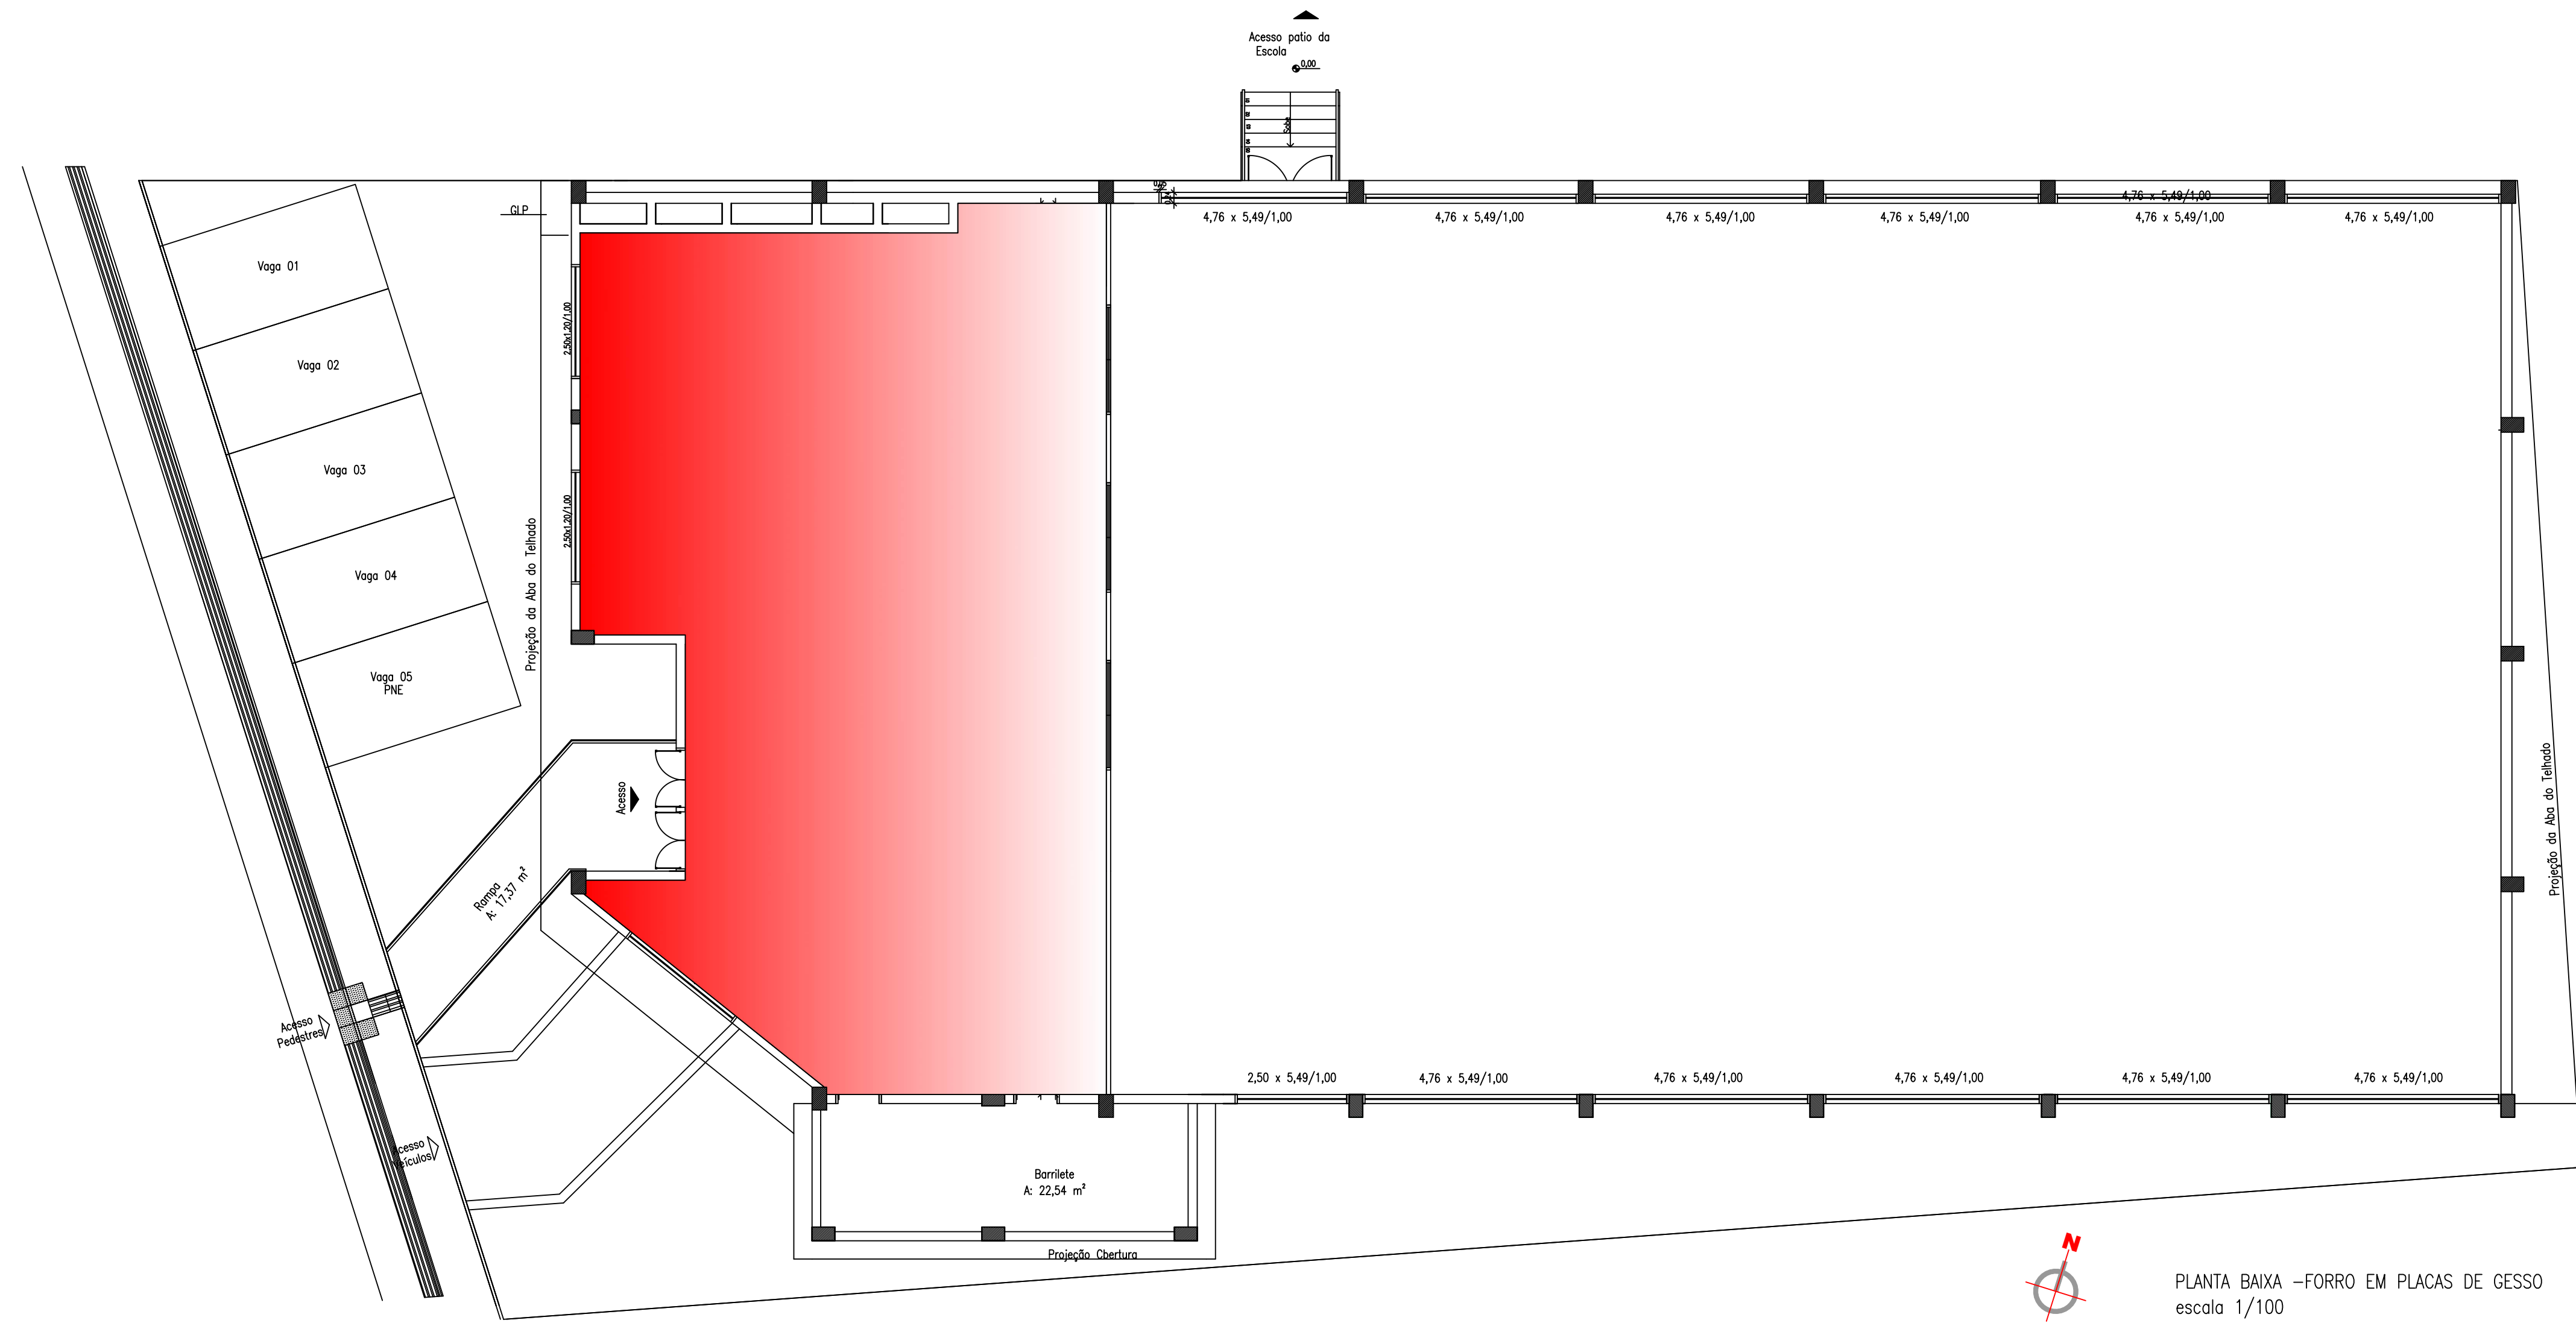 Acesso patio da
Escola
0,00
Sobe
GLP
4,76 x 5,49/1,00
4,76 x 5,49/1,00
4,76 x 5,49/1,00
4,76 x 5,49/1,00
4,76 x 5,49/1,00
4,76 x 5,49/1,00
4,76 x 5,49/1,00
Vaga 01
Vaga 02
Vaga 03
Vaga 04
Vaga 05
PNE
2,50x1,20/1,00
2,50x1,20/1,00
Projeção da Aba do Telhado
Acesso
Rampa
A: 17,37 m²
Projeção da Aba do Telhado
Acesso
Pedestres
Acesso
Veículos
2,50 x 5,49/1,00
4,76 x 5,49/1,00
4,76 x 5,49/1,00
4,76 x 5,49/1,00
4,76 x 5,49/1,00
4,76 x 5,49/1,00
Barrilete
A: 22,54 m²
Projeção Cbertura
N
PLANTA BAIXA -FORRO EM PLACAS DE GESSO
escala 1/100